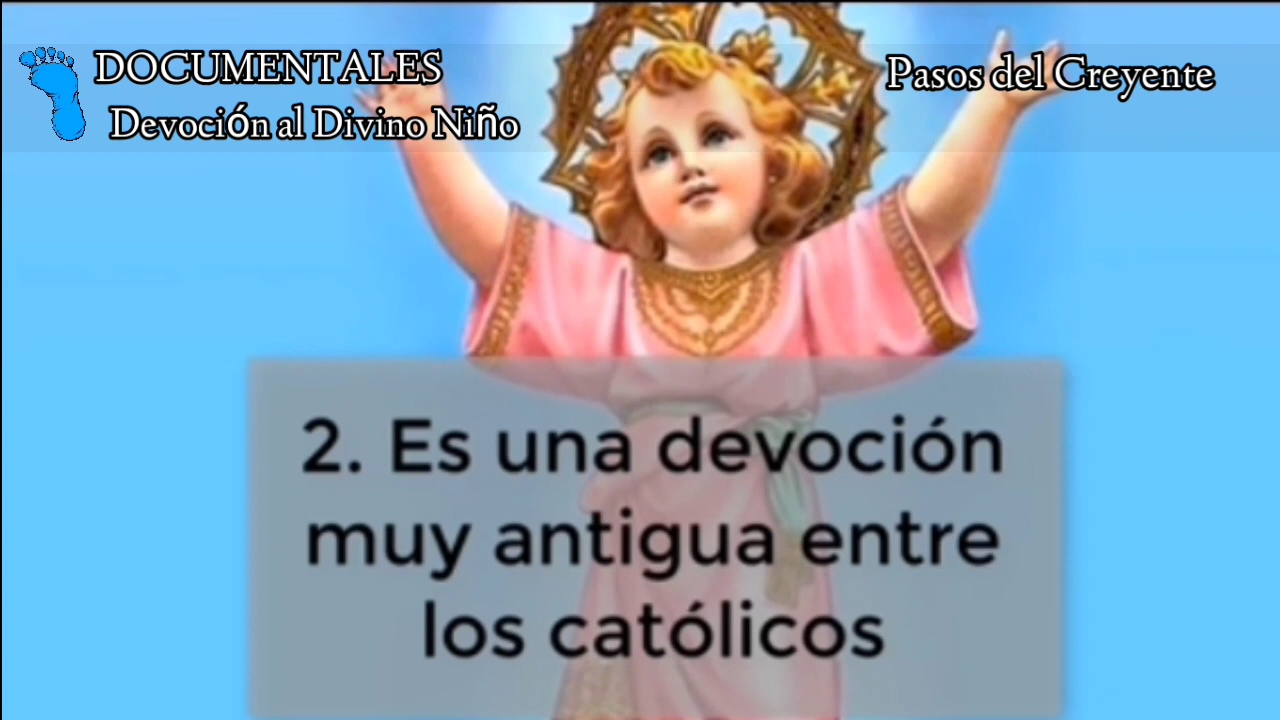 DOCUMENTALES
Devoción al Divino Niño
Pasos del Creyente
2. Es una devoción
muy antigua entre
los católicos